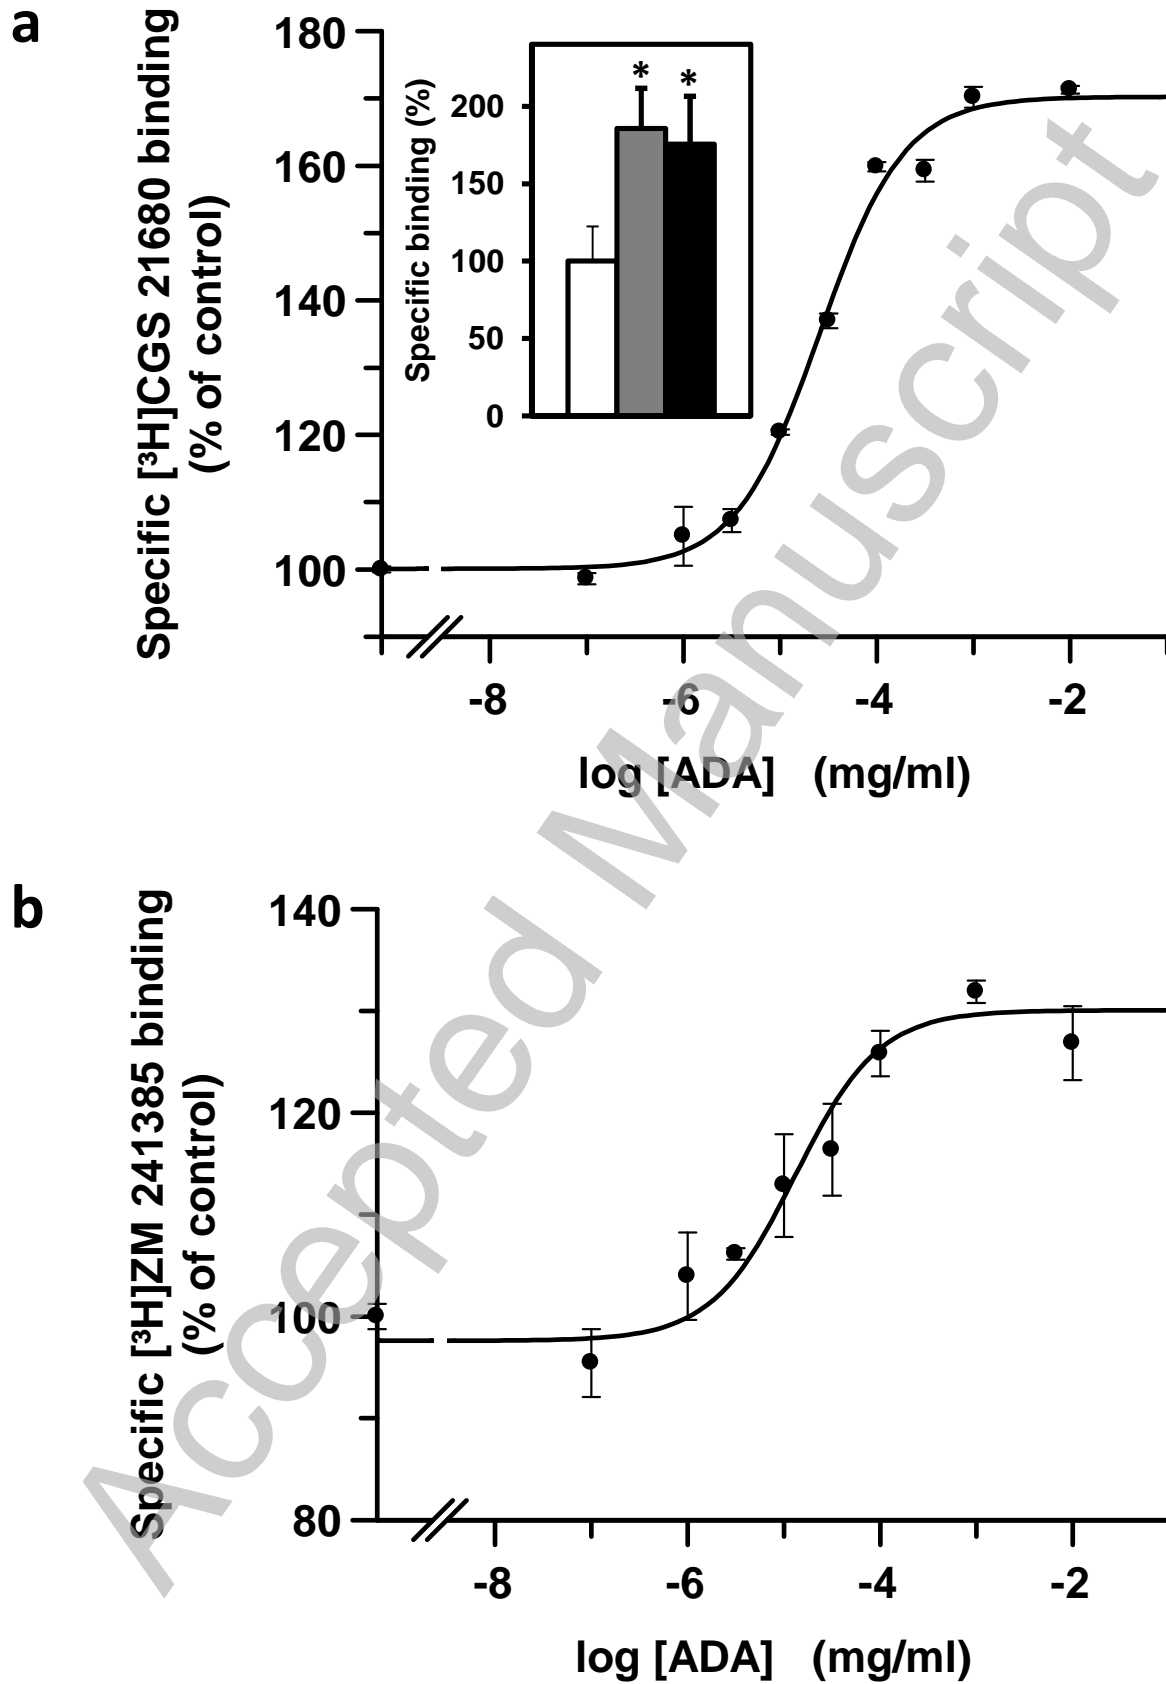 a
Specific [³H]CGS 21680 binding
(% of control)
180
160
140
120
100
Specific binding (%)
200
150
100
50
0
* *
-8 -6 -4 -2
log [ADA] (mg/ml)
b
Specific [³H]ZM 241385 binding
(% of control)
140
120
100
80
-8 -6 -4 -2
log [ADA] (mg/ml)
Accepted Manuscript